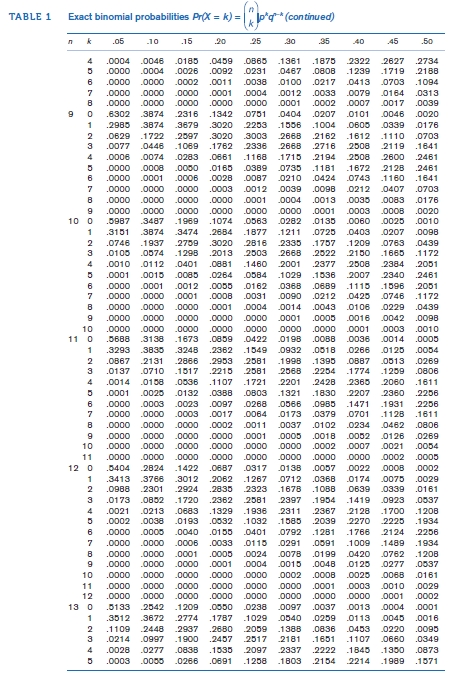 TABLE 1 Exact binomial probabilities Pr(X = k) = (n k) p^k q^n-k (continued)
n k .05 .10 .15 .20 .25 .30 .35 .40 .45 .50
4 .0004 .0046 .0185 .0459 .0865 .1361 .1875 .2322 .2627 .2734
5 .0000 .0004 .0026 .0092 .0231 .0467 .0808 .1239 .1719 .2188
6 .0000 .0000 .0002 .0011 .0038 .0100 .0217 .0413 .0703 .1094
7 .0000 .0000 .0000 .0001 .0004 .0012 .0033 .0079 .0164 .0313
8 .0000 .0000 .0000 .0000 .0000 .0001 .0002 .0007 .0017 .0039
9 0 .6302 .3874 .2316 .1342 .0751 .0404 .0207 .0101 .0046 .0020
1 .2985 .3874 .3679 .3020 .2253 .1556 .1004 .0605 .0339 .0176
2 .0629 .1722 .2597 .3020 .3003 .2668 .2162 .1612 .1110 .0703
3 .0077 .0446 .1069 .1762 .2336 .2668 .2716 .2508 .2119 .1641
4 .0006 .0074 .0283 .0661 .1168 .1715 .2194 .2508 .2600 .2461
5 .0000 .0008 .0050 .0165 .0389 .0735 .1181 .1672 .2128 .2461
6 .0000 .0001 .0006 .0028 .0087 .0210 .0424 .0743 .1160 .1641
7 .0000 .0000 .0000 .0003 .0012 .0039 .0098 .0212 .0407 .0703
8 .0000 .0000 .0000 .0000 .0001 .0004 .0013 .0035 .0083 .0176
9 .0000 .0000 .0000 .0000 .0000 .0000 .0001 .0003 .0008 .0020
10 0 .5987 .3487 .1969 .1074 .0563 .0282 .0135 .0060 .0025 .0010
1 .3151 .3874 .3474 .2684 .1877 .1211 .0725 .0403 .0207 .0098
2 .0746 .1937 .2759 .3020 .2816 .2335 .1757 .1209 .0763 .0439
3 .0105 .0574 .1298 .2013 .2503 .2668 .2522 .2150 .1665 .1172
4 .0010 .0112 .0401 .0881 .1460 .2001 .2377 .2508 .2384 .2051
5 .0001 .0015 .0085 .0264 .0584 .1029 .1536 .2007 .2340 .2461
6 .0000 .0001 .0012 .0055 .0162 .0368 .0689 .1115 .1596 .2051
7 .0000 .0000 .0001 .0008 .0031 .0090 .0212 .0425 .0746 .1172
8 .0000 .0000 .0000 .0001 .0004 .0014 .0043 .0106 .0229 .0439
9 .0000 .0000 .0000 .0000 .0000 .0001 .0005 .0016 .0042 .0098
10 .0000 .0000 .0000 .0000 .0000 .0000 .0000 .0001 .0003 .0010
11 0 .5688 .3138 .1673 .0859 .0422 .0198 .0088 .0036 .0014 .0005
1 .3293 .3835 .3248 .2362 .1549 .0932 .0518 .0266 .0125 .0054
2 .0867 .2131 .2866 .2953 .2581 .1998 .1395 .0887 .0513 .0269
3 .0137 .0710 .1517 .2215 .2581 .2568 .2254 .1774 .1259 .0806
4 .0014 .0158 .0536 .1107 .1721 .2201 .2428 .2365 .2060 .1611
5 .0001 .0025 .0132 .0388 .0803 .1321 .1830 .2207 .2360 .2256
6 .0000 .0003 .0023 .0097 .0268 .0566 .0985 .1471 .1931 .2256
7 .0000 .0000 .0003 .0017 .0064 .0173 .0379 .0701 .1128 .1611
8 .0000 .0000 .0000 .0002 .0011 .0037 .0102 .0234 .0462 .0806
9 .0000 .0000 .0000 .0000 .0001 .0005 .0018 .0052 .0126 .0269
10 .0000 .0000 .0000 .0000 .0000 .0000 .0002 .0007 .0021 .0054
11 .0000 .0000 .0000 .0000 .0000 .0000 .0000 .0000 .0002 .0005
12 0 .5404 .2824 .1422 .0687 .0317 .0138 .0057 .0022 .0008 .0002
1 .3413 .3766 .3012 .2062 .1267 .0712 .0368 .0174 .0075 .0029
2 .0988 .2301 .2924 .2835 .2323 .1678 .1088 .0639 .0339 .0161
3 .0173 .0852 .1720 .2362 .2581 .2397 .1954 .1419 .0923 .0537
4 .0021 .0213 .0683 .1329 .1936 .2311 .2367 .2128 .1700 .1208
5 .0002 .0038 .0193 .0532 .1032 .1585 .2039 .2270 .2225 .1934
6 .0000 .0005 .0040 .0155 .0401 .0792 .1281 .1766 .2124 .2256
7 .0000 .0000 .0006 .0033 .0115 .0291 .0591 .1009 .1489 .1934
8 .0000 .0000 .0001 .0005 .0024 .0078 .0199 .0420 .0762 .1208
9 .0000 .0000 .0000 .0001 .0004 .0015 .0048 .0125 .0277 .0537
10 .0000 .0000 .0000 .0000 .0000 .0002 .0008 .0025 .0068 .0161
11 .0000 .0000 .0000 .0000 .0000 .0000 .0001 .0003 .0010 .0029
12 .0000 .0000 .0000 .0000 .0000 .0000 .0000 .0000 .0001 .0002
13 0 .5133 .2542 .1209 .0550 .0238 .0097 .0037 .0013 .0004 .0001
1 .3512 .3672 .2774 .1787 .1029 .0540 .0259 .0113 .0045 .0016
2 .1109 .2448 .2937 .2680 .2059 .1388 .0836 .0453 .0220 .0095
3 .0214 .0997 .1900 .2457 .2517 .2181 .1651 .1107 .0660 .0349
4 .0028 .0277 .0838 .1535 .2097 .2337 .2222 .1845 .1350 .0873
5 .0003 .0055 .0266 .0691 .1258 .1803 .2154 .2214 .1989 .1571